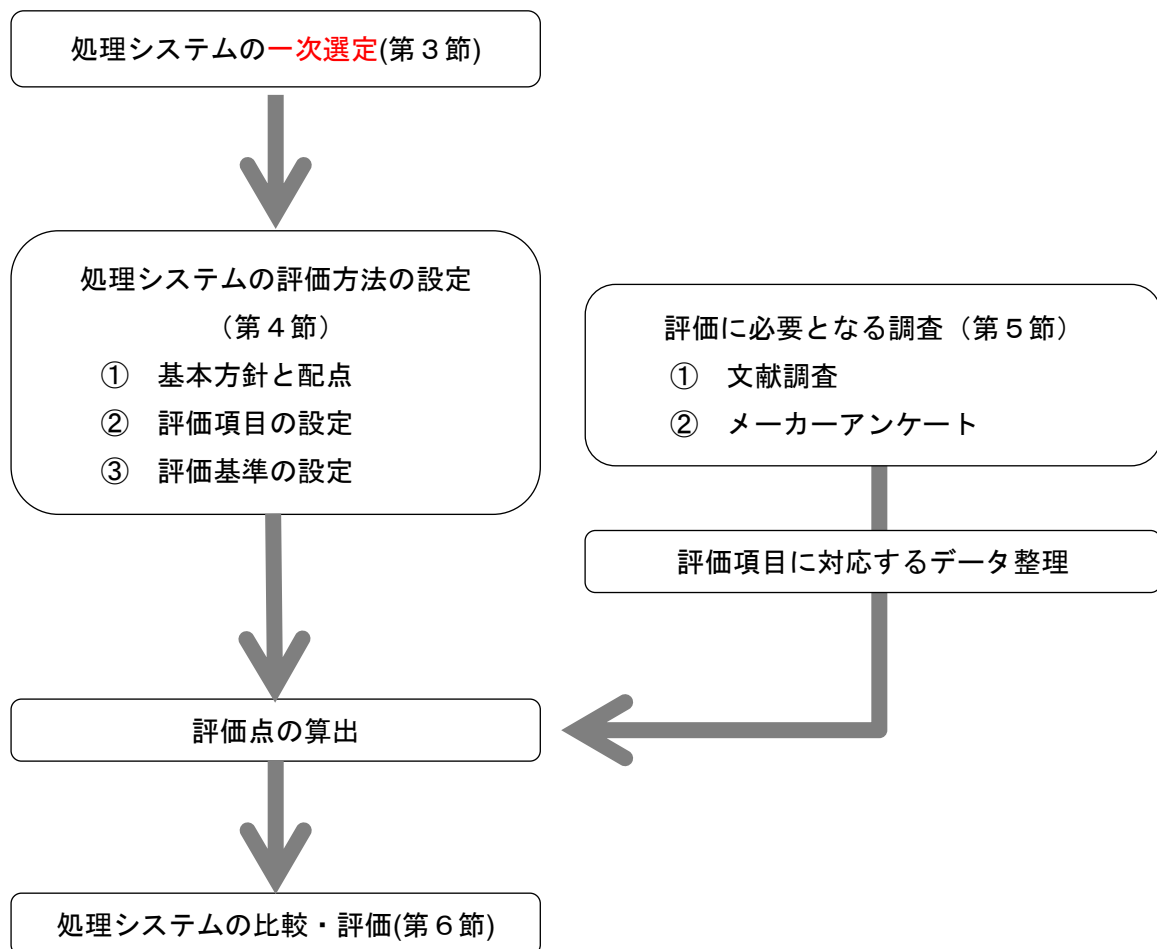 処理システムの一次選定(第３節)
処理システムの評価方法の設定
（第４節）
①　基本方針と配点
②　評価項目の設定
③　評価基準の設定
評価に必要となる調査（第５節）
①　文献調査
②　メーカーアンケート
評価項目に対応するデータ整理
評価点の算出
処理システムの比較・評価(第６節)